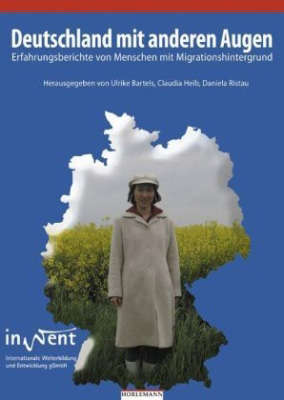 Deutschland mit anderen Augen
Erfahrungsberichte von Menschen mit Migrationshintergrund
Herausgegeben von Ulrike Bartels, Claudia Heib, Daniela Ristau
inwent
Internationale Weiterbildung
und Entwicklung gGmbH
HORLEMANN